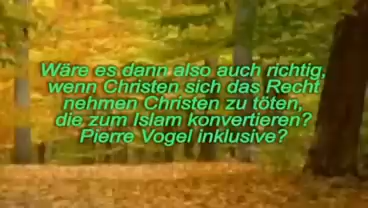 Wäre es dann also auch richtig,
wenn Christen sich das Recht
nehmen Christen zu töten,
die zum Islam konvertieren?
Pierre Vogel inklusive?